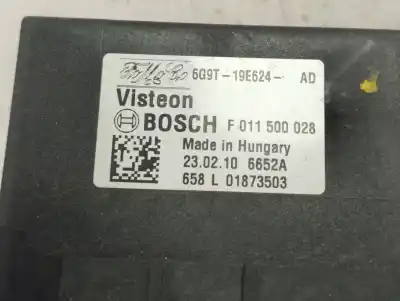 6G9T-19E624- AD
Visteon
BOSCH F 011 500 028
Made in Hungary
23.02.10 6652A
658 L 01873503